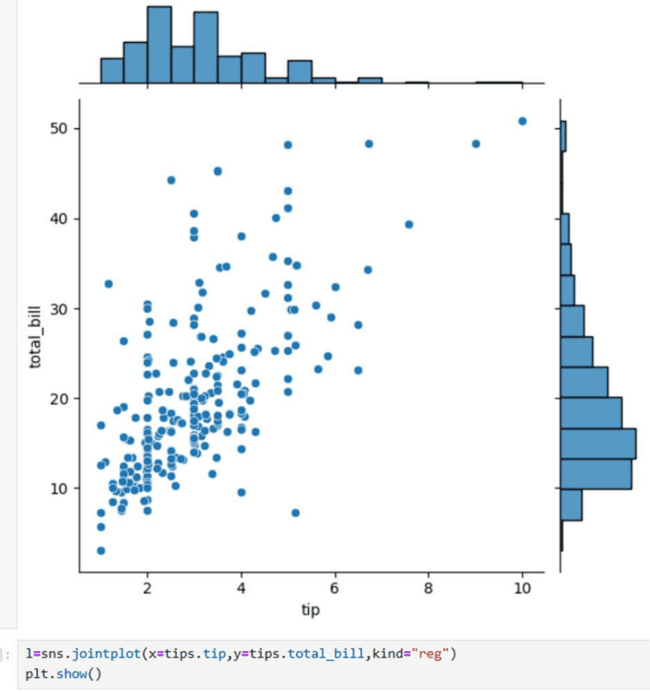 50
40
30
20
10
total_bill
2 4 6 8 10
tip
]: l=sns.jointplot(x=tips.tip,y=tips.total_bill,kind="reg")
plt.show()